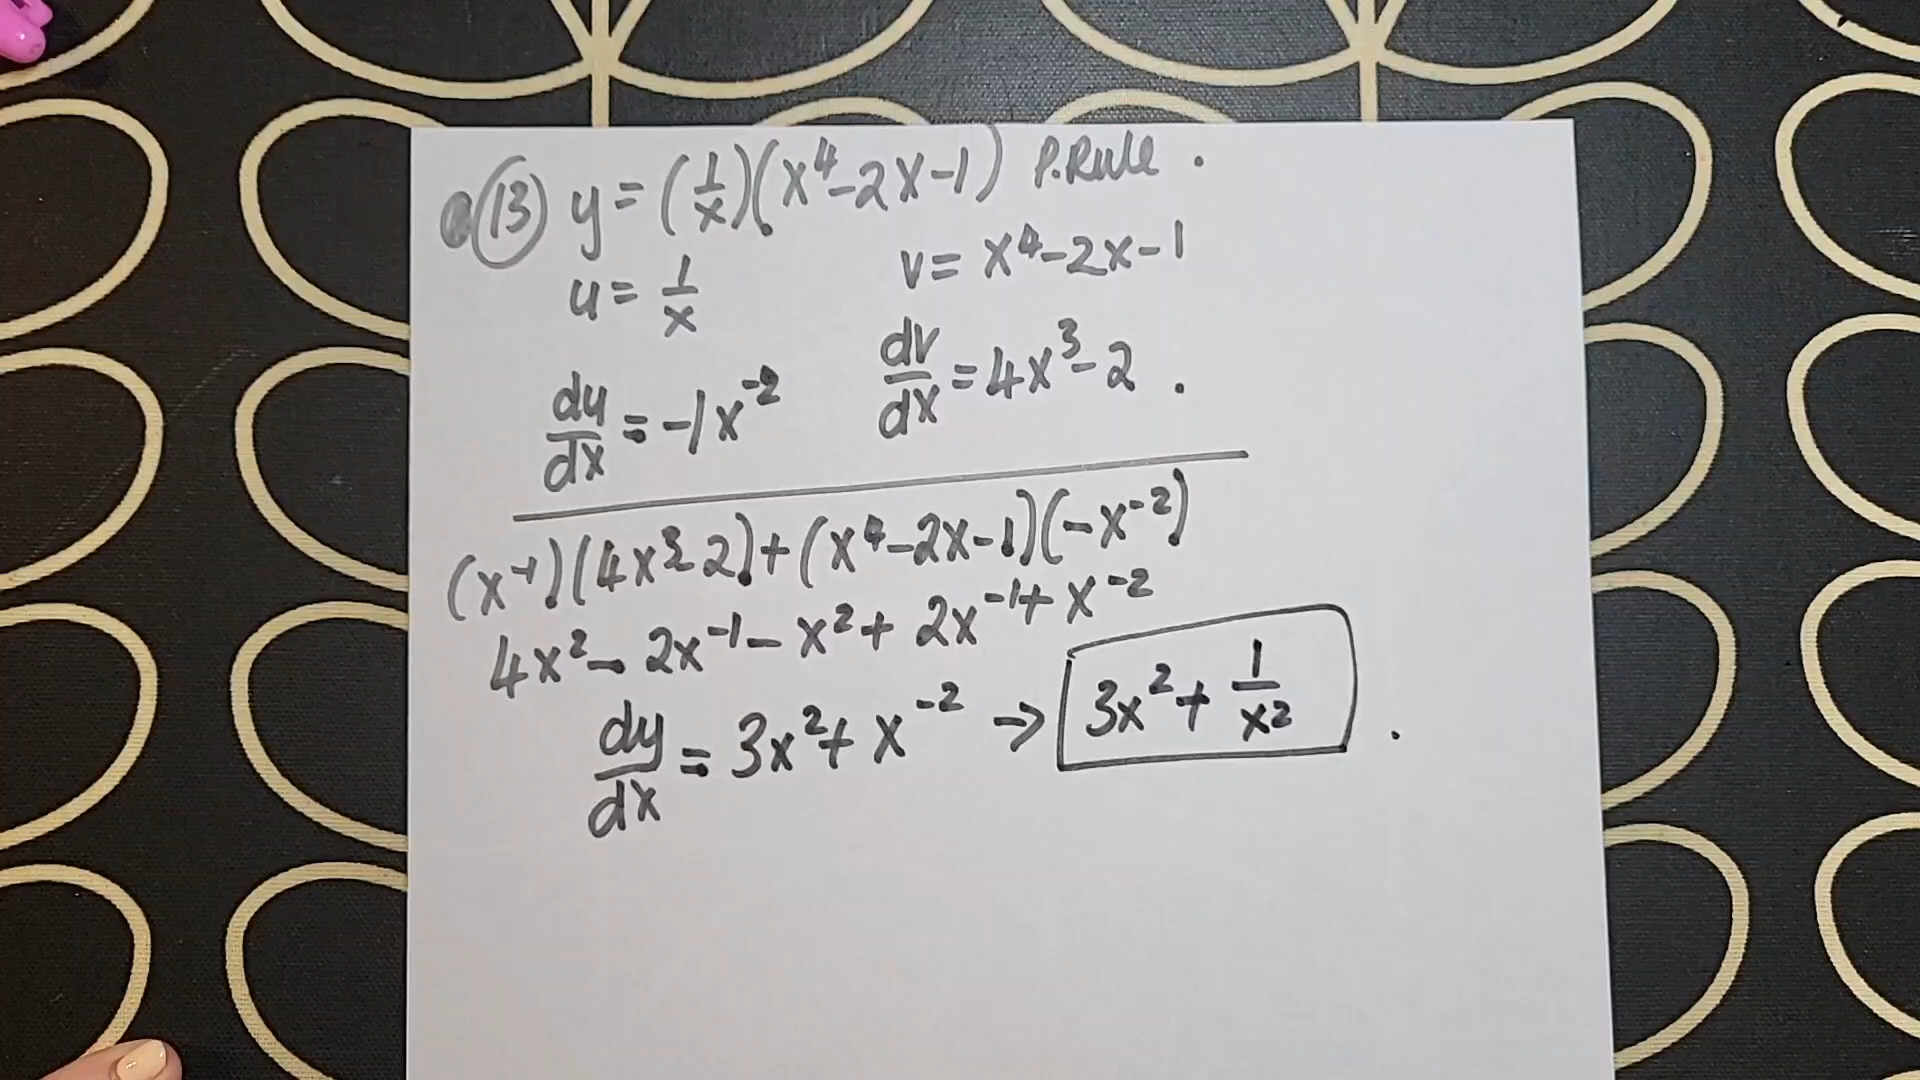 (13) y = (1/x)(x⁴-2x-1) P.Rule.
u = 1/x v = x⁴-2x-1
du/dx = -1x⁻² dv/dx = 4x³-2.
(x⁻¹)(4x³-2)+(x⁴-2x-1)(-x⁻²)
4x²-2x⁻¹-x²+2x⁻¹+x⁻²
dy/dx = 3x²+x⁻² → 3x²+1/x².